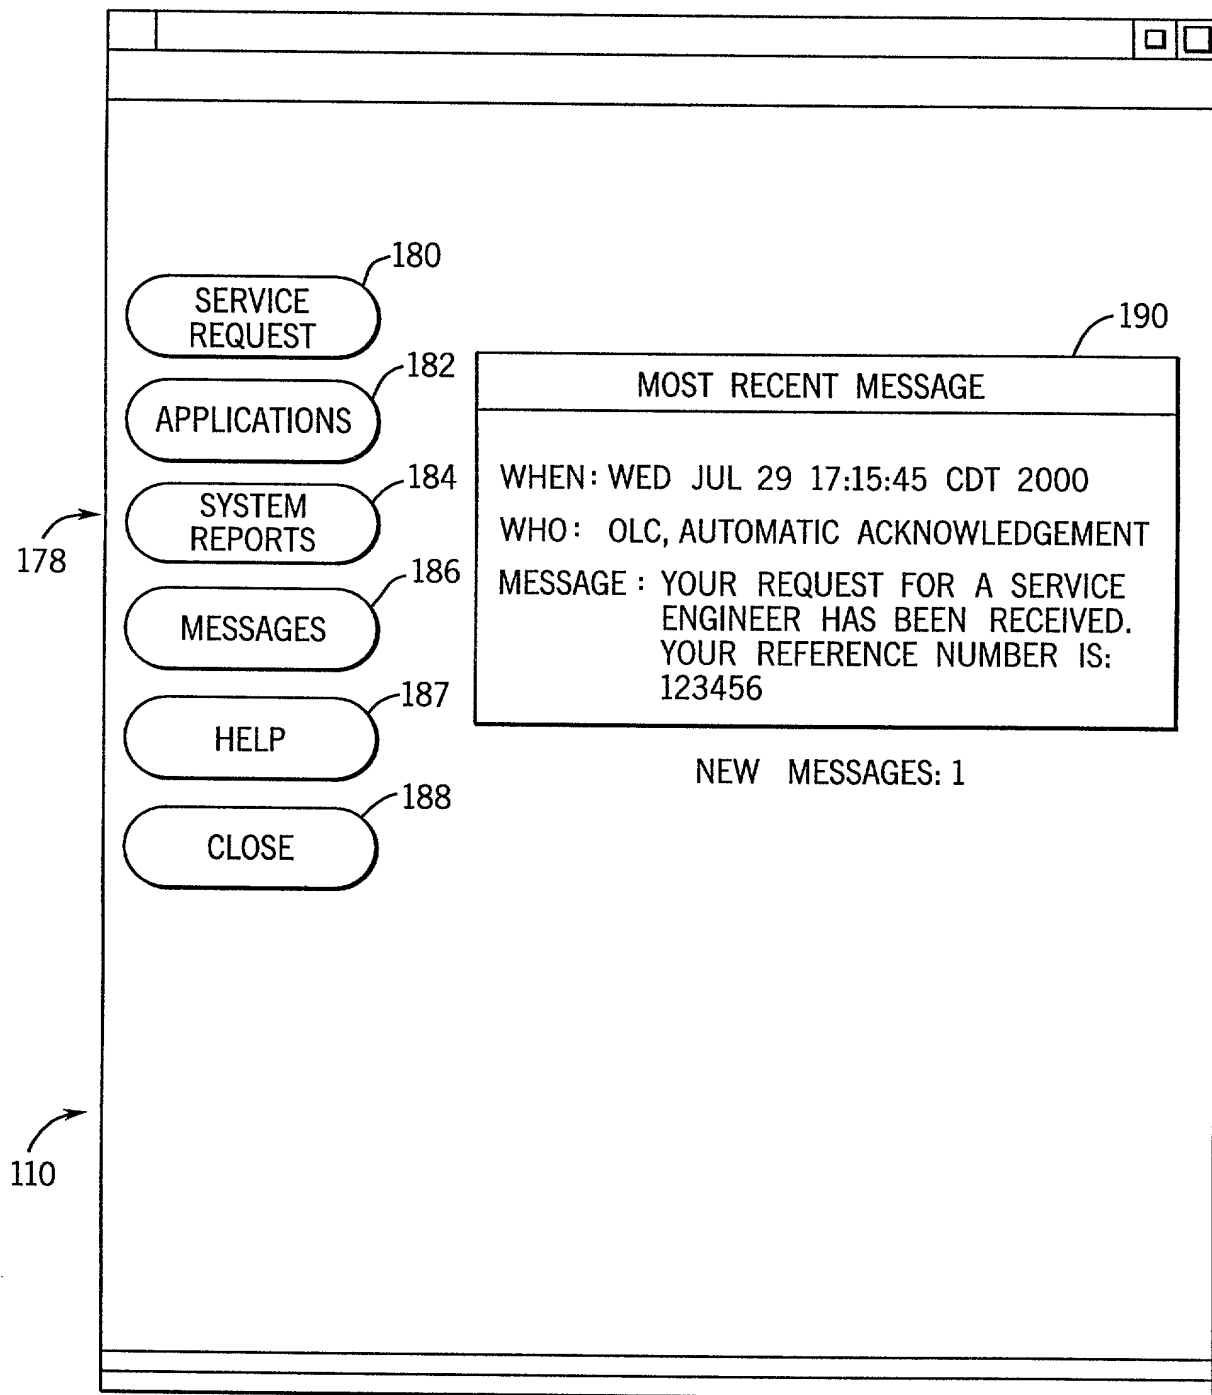 180
SERVICE
REQUEST
190
182
MOST RECENT MESSAGE
APPLICATIONS
184
WHEN: WED JUL 29 17:15:45 CDT 2000
SYSTEM
REPORTS
WHO: OLC, AUTOMATIC ACKNOWLEDGEMENT
178
186
MESSAGE: YOUR REQUEST FOR A SERVICE
ENGINEER HAS BEEN RECEIVED.
YOUR REFERENCE NUMBER IS:
123456
MESSAGES
187
HELP
NEW MESSAGES: 1
188
CLOSE
110